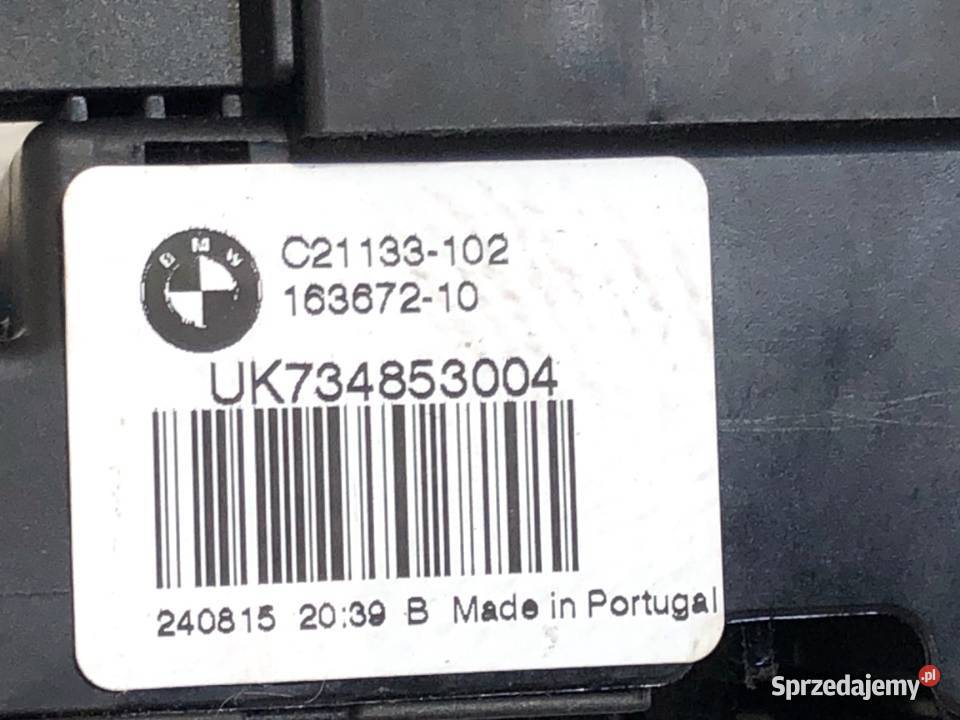 BMW
C21133-102
163672-10
UK734853004
240815 20:39 B Made in Portugal
Sprzedajemy.pl